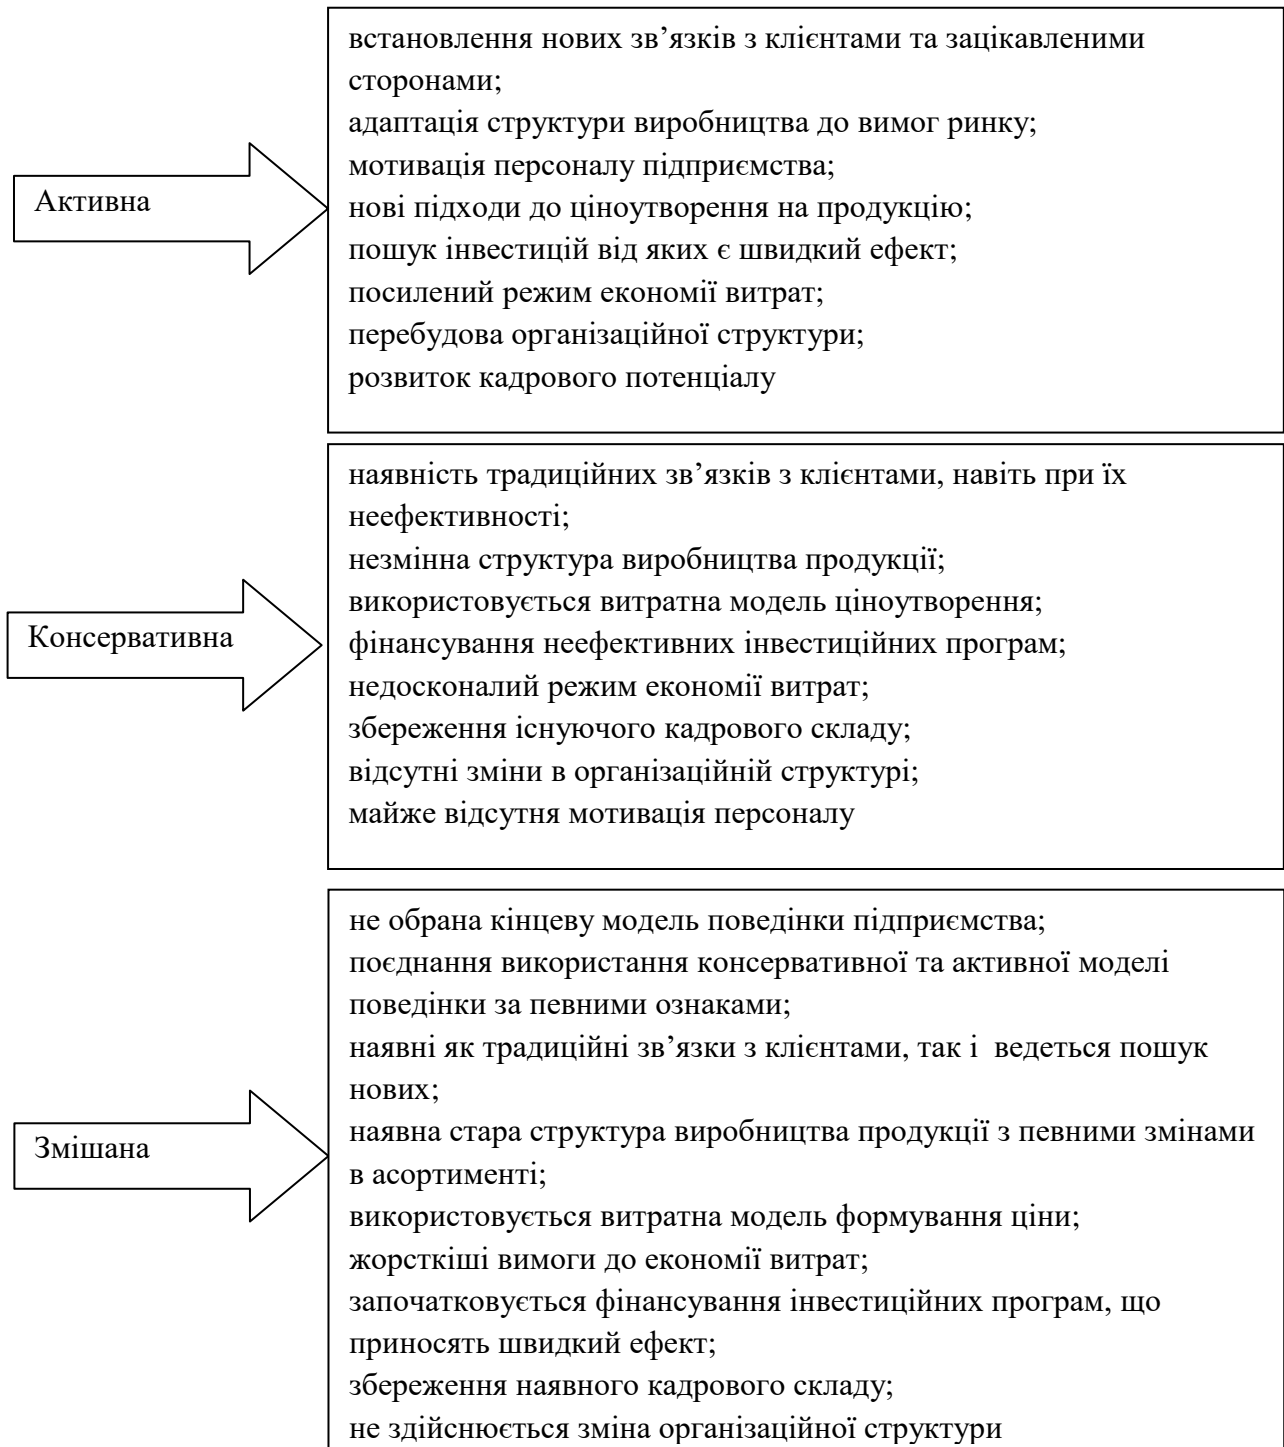 Активна
встановлення нових зв’язків з клієнтами та зацікавленими
сторонами;
адаптація структури виробництва до вимог ринку;
мотивація персоналу підприємства;
нові підходи до ціноутворення на продукцію;
пошук інвестицій від яких є швидкий ефект;
посилений режим економії витрат;
перебудова організаційної структури;
розвиток кадрового потенціалу
Консервативна
наявність традиційних зв’язків з клієнтами, навіть при їх
неефективності;
незмінна структура виробництва продукції;
використовується витратна модель ціноутворення;
фінансування неефективних інвестиційних програм;
недосконалий режим економії витрат;
збереження існуючого кадрового складу;
відсутні зміни в організаційній структурі;
майже відсутня мотивація персоналу
Змішана
не обрана кінцеву модель поведінки підприємства;
поєднання використання консервативної та активної моделі
поведінки за певними ознаками;
наявні як традиційні зв’язки з клієнтами, так і ведеться пошук
нових;
наявна стара структура виробництва продукції з певними змінами
в асортименті;
використовується витратна модель формування ціни;
жорсткіші вимоги до економії витрат;
започатковується фінансування інвестиційних програм, що
приносять швидкий ефект;
збереження наявного кадрового складу;
не здійснюється зміна організаційної структури